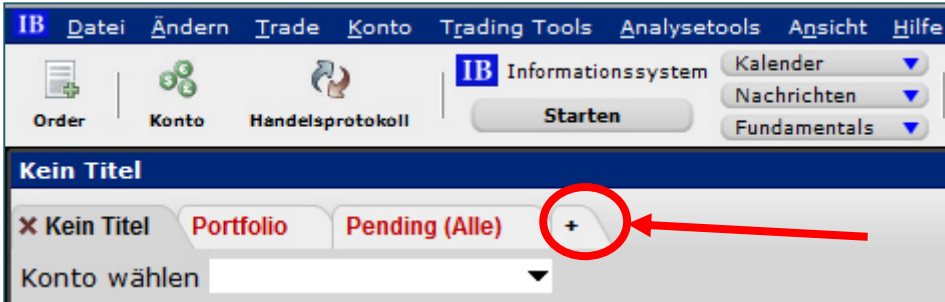 IB Datei Ändern Trade Konto Trading Tools Analysetools Ansicht Hilfe
IB Informationssystem
Kalender
Nachrichten
Fundamentals
Order Konto Handelsprotokoll Starten
Kein Titel
Kein Titel Portfolio Pending (Alle) +
Konto wählen